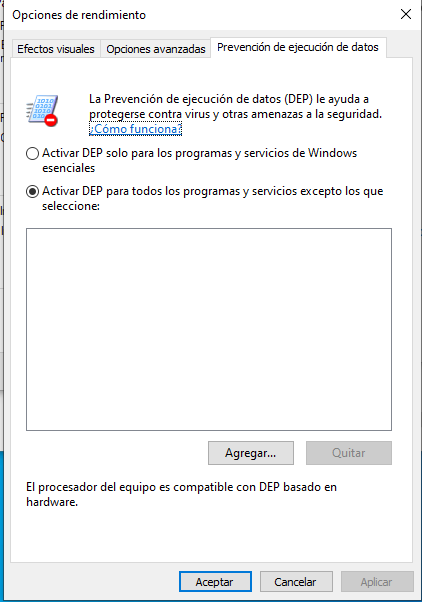 Opciones de rendimiento
Efectos visuales
Opciones avanzadas
Prevención de ejecución de datos
La Prevención de ejecución de datos (DEP) le ayuda a
protegerse contra virus y otras amenazas a la seguridad.
¿Cómo funciona?
Activar DEP solo para los programas y servicios de Windows
esenciales
Activar DEP para todos los programas y servicios excepto los que
seleccione:
Agregar...
Quitar
El procesador del equipo es compatible con DEP basado en
hardware.
Aceptar
Cancelar
Aplicar